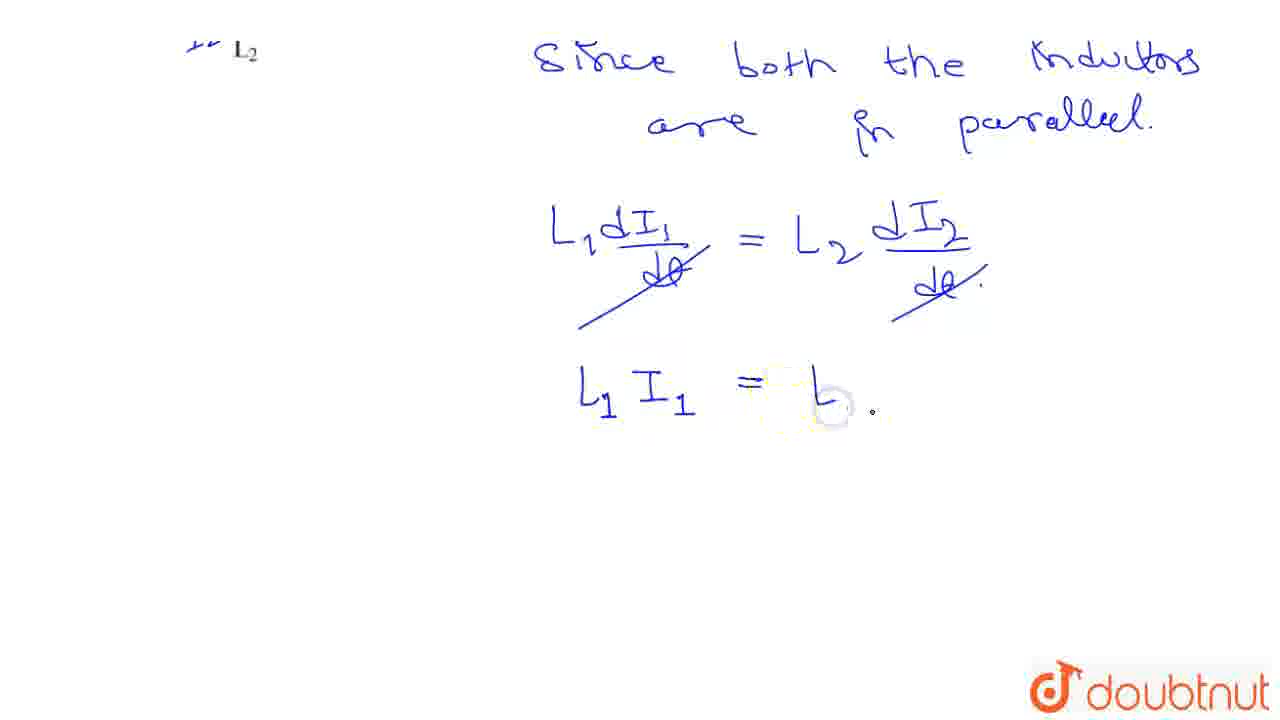 L₂
Since both the inductors
are in parallel.
L₁ dI₁/dt = L₂ dI₂/dt.
L₁ I₁ = L
doubtnut